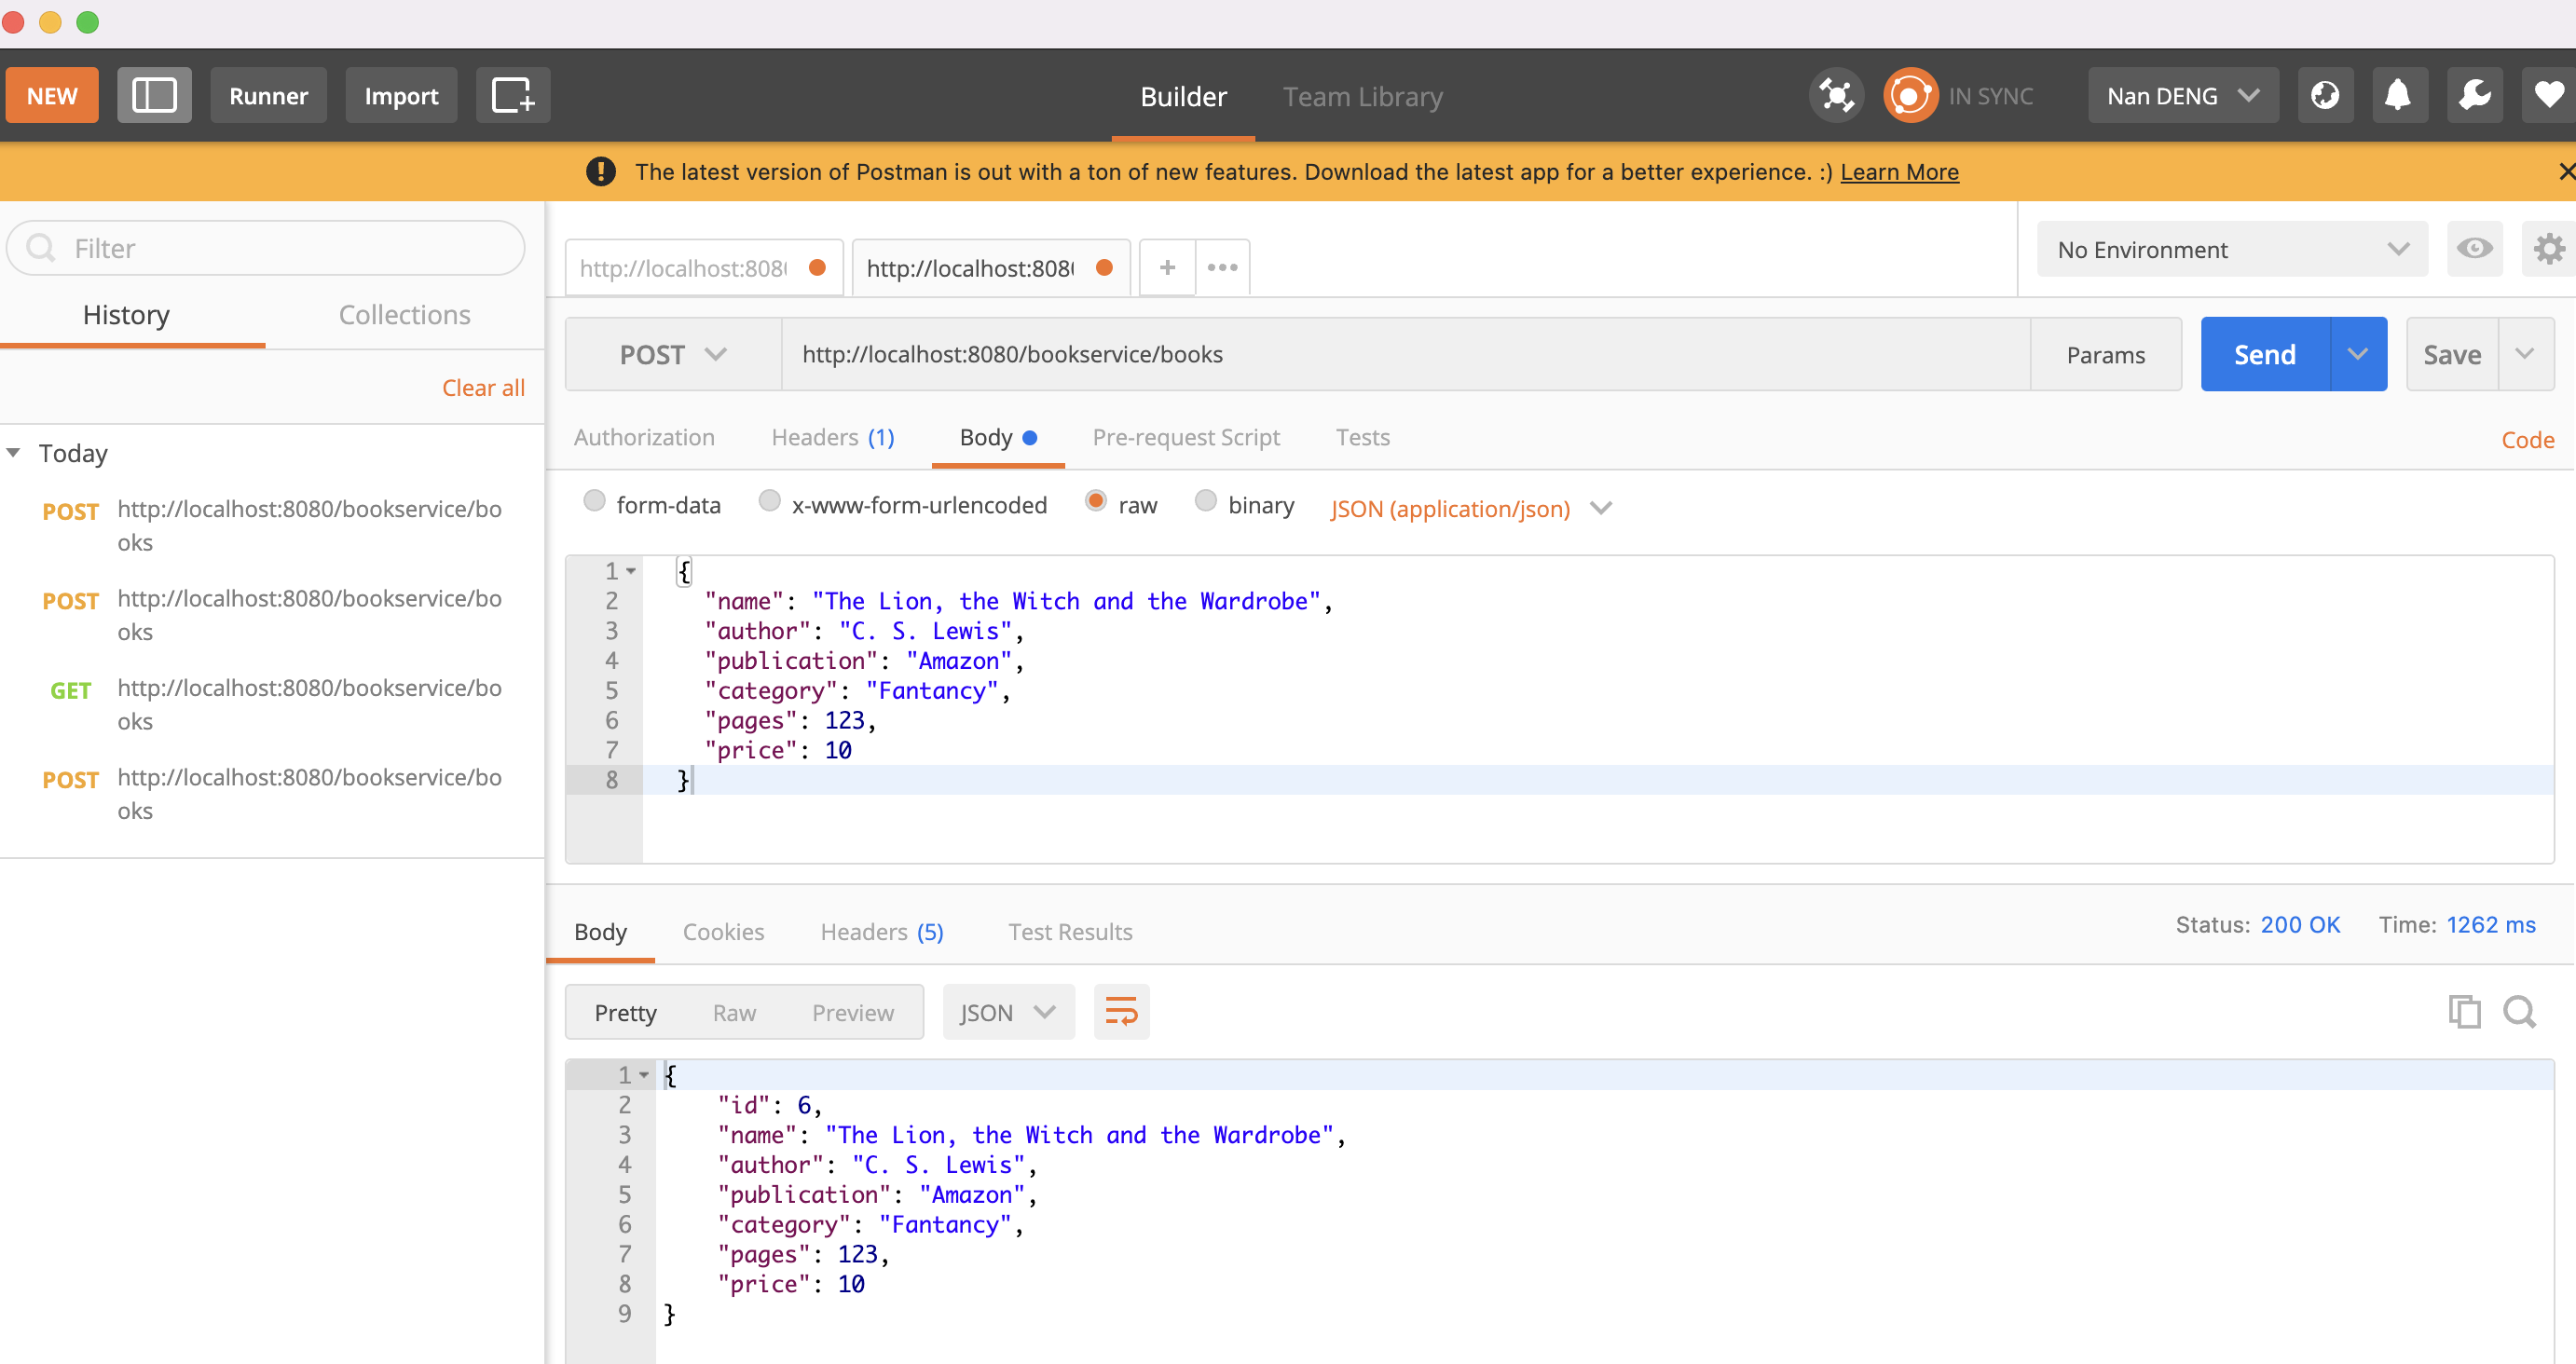 NEW Runner Import Builder Team Library IN SYNC Nan DENG
The latest version of Postman is out with a ton of new features. Download the latest app for a better experience. :) Learn More
Filter
History Collections
Clear all
Today
POST http://localhost:8080/bookservice/bo
oks
POST http://localhost:8080/bookservice/bo
oks
GET http://localhost:8080/bookservice/bo
oks
POST http://localhost:8080/bookservice/bo
oks
http://localhost:808 http://localhost:808 + ••• No Environment
POST http://localhost:8080/bookservice/books Params Send Save
Authorization Headers (1) Body Pre-request Script Tests Code
form-data x-www-form-urlencoded raw binary JSON (application/json)
1 {
2 "name": "The Lion, the Witch and the Wardrobe",
3 "author": "C. S. Lewis",
4 "publication": "Amazon",
5 "category": "Fantancy",
6 "pages": 123,
7 "price": 10
8 }
Body Cookies Headers (5) Test Results Status: 200 OK Time: 1262 ms
Pretty Raw Preview JSON
1 {
2 "id": 6,
3 "name": "The Lion, the Witch and the Wardrobe",
4 "author": "C. S. Lewis",
5 "publication": "Amazon",
6 "category": "Fantancy",
7 "pages": 123,
8 "price": 10
9 }